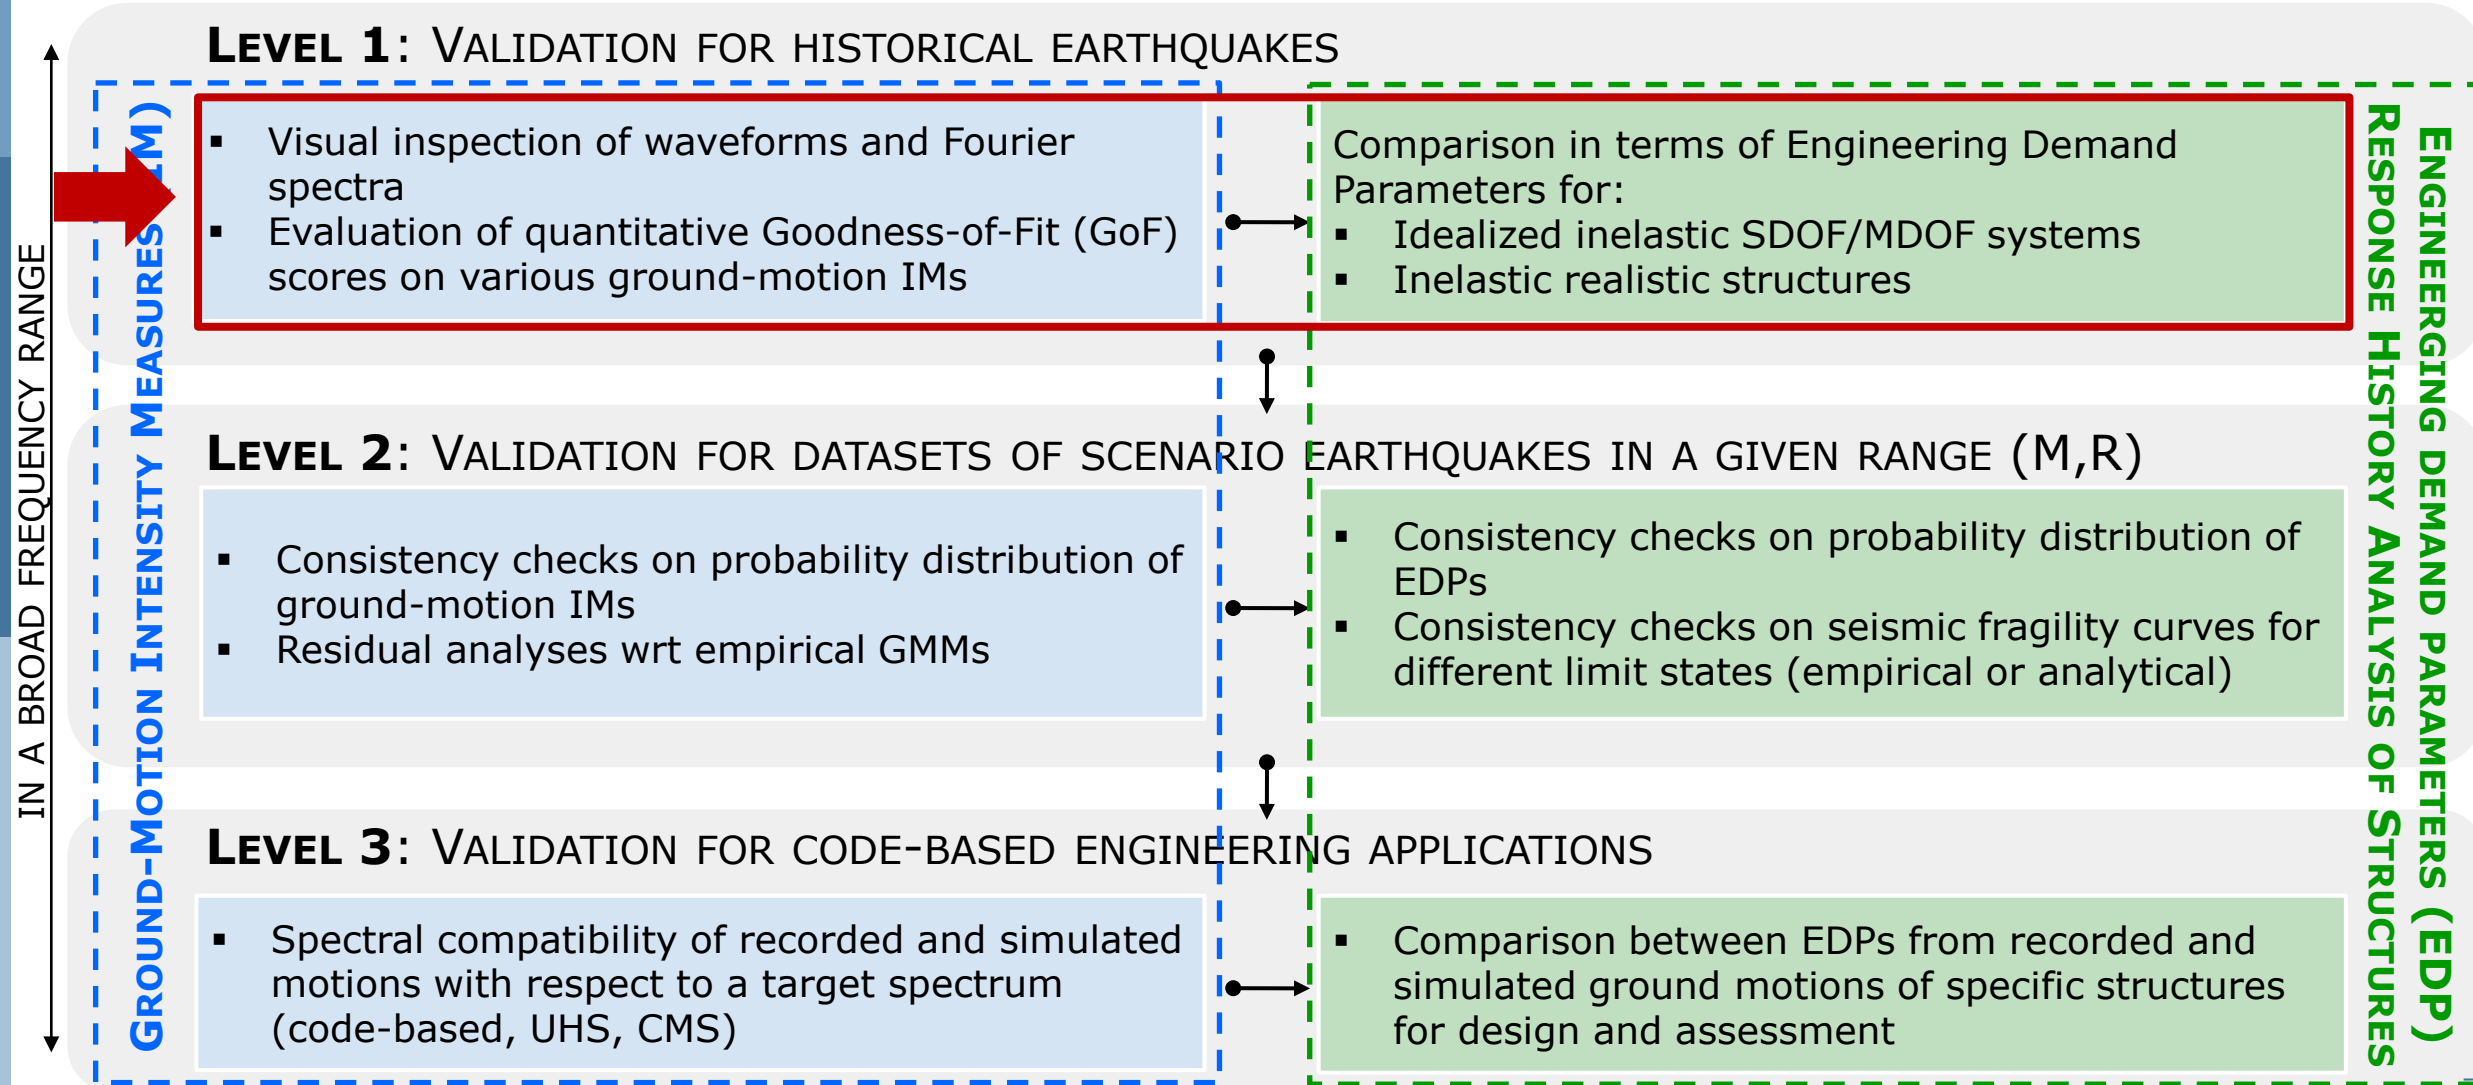 LEVEL 1: VALIDATION FOR HISTORICAL EARTHQUAKES
▪ Visual inspection of waveforms and Fourier
spectra
▪ Evaluation of quantitative Goodness-of-Fit (GoF)
scores on various ground-motion IMs
Comparison in terms of Engineering Demand
Parameters for:
▪ Idealized inelastic SDOF/MDOF systems
▪ Inelastic realistic structures
LEVEL 2: VALIDATION FOR DATASETS OF SCENARIO EARTHQUAKES IN A GIVEN RANGE (M,R)
▪ Consistency checks on probability distribution of
ground-motion IMs
▪ Residual analyses wrt empirical GMMs
▪ Consistency checks on probability distribution of
EDPs
▪ Consistency checks on seismic fragility curves for
different limit states (empirical or analytical)
LEVEL 3: VALIDATION FOR CODE-BASED ENGINEERING APPLICATIONS
▪ Spectral compatibility of recorded and simulated
motions with respect to a target spectrum
(code-based, UHS, CMS)
▪ Comparison between EDPs from recorded and
simulated ground motions of specific structures
for design and assessment
IN A BROAD FREQUENCY RANGE
GROUND-MOTION INTENSITY MEASURES (IM)
ENGINEERGING DEMAND PARAMETERS (EDP)
RESPONSE HISTORY ANALYSIS OF STRUCTURES